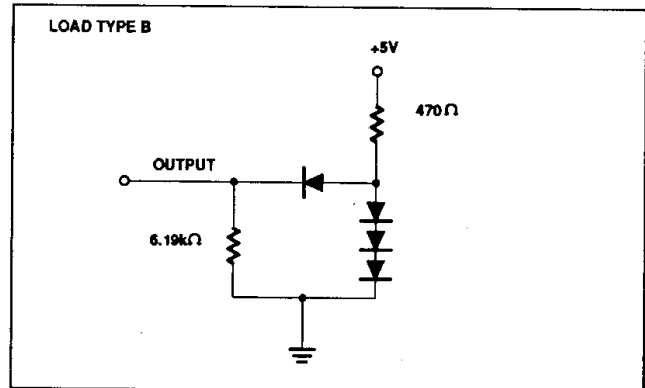 LOAD TYPE B
+5V
470Ω
OUTPUT
6.19kΩ